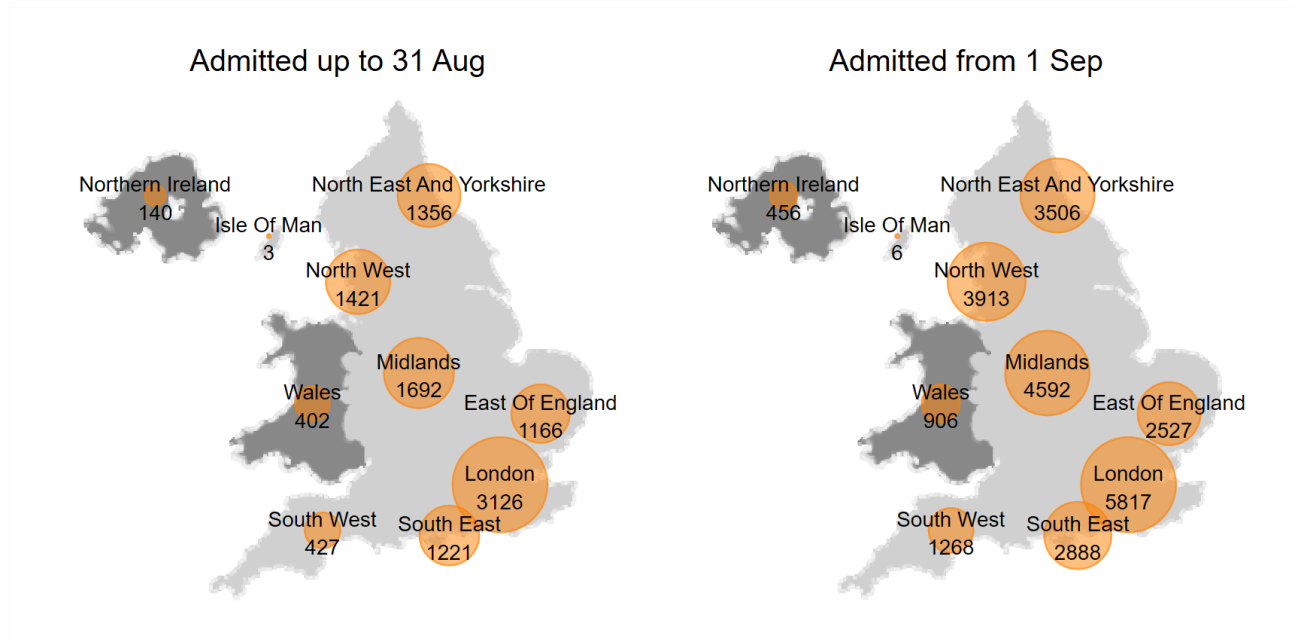 Admitted up to 31 Aug
Northern Ireland
140
Isle Of Man
3
North East And Yorkshire
1356
North West
1421
Midlands
1692
Wales
402
East Of England
1166
London
3126
South West
427
South East
1221
Admitted from 1 Sep
Northern Ireland
456
Isle Of Man
6
North East And Yorkshire
3506
North West
3913
Midlands
4592
Wales
906
East Of England
2527
London
5817
South West
1268
South East
2888